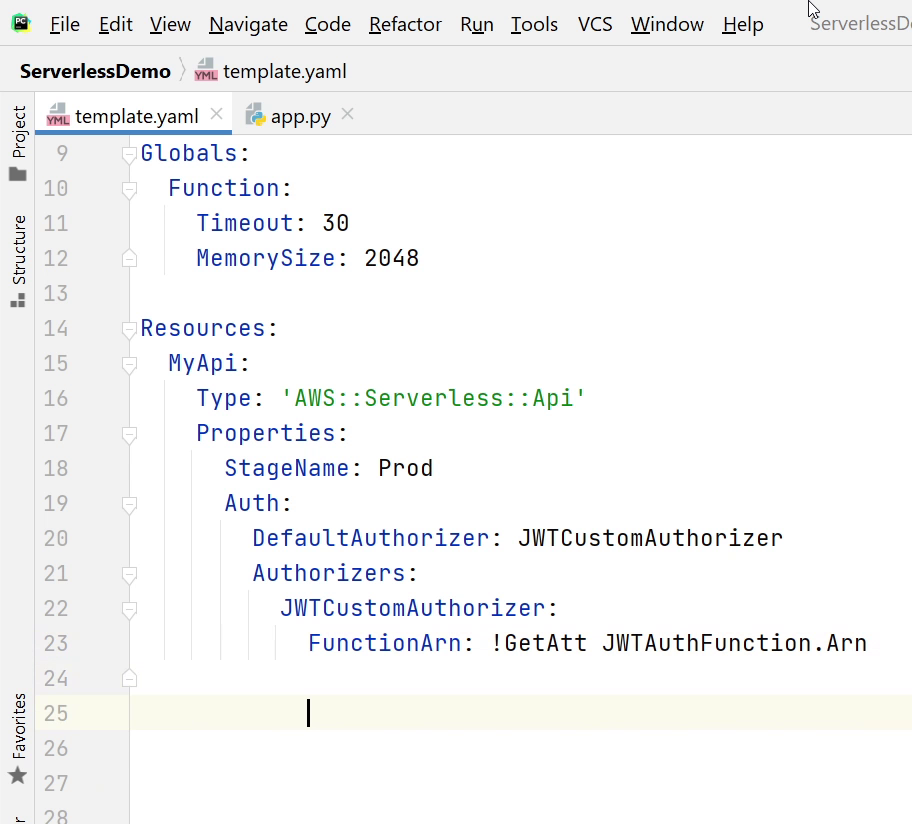 PC File Edit View Navigate Code Refactor Run Tools VCS Window Help
ServerlessDemo template.yaml
template.yaml app.py
Project
Structure
Favorites
9 Globals:
10 Function:
11 Timeout: 30
12 MemorySize: 2048
13
14 Resources:
15 MyApi:
16 Type: 'AWS::Serverless::Api'
17 Properties:
18 StageName: Prod
19 Auth:
20 DefaultAuthorizer: JWTCustomAuthorizer
21 Authorizers:
22 JWTCustomAuthorizer:
23 FunctionArn: !GetAtt JWTAuthFunction.Arn
24
25
26
27
28